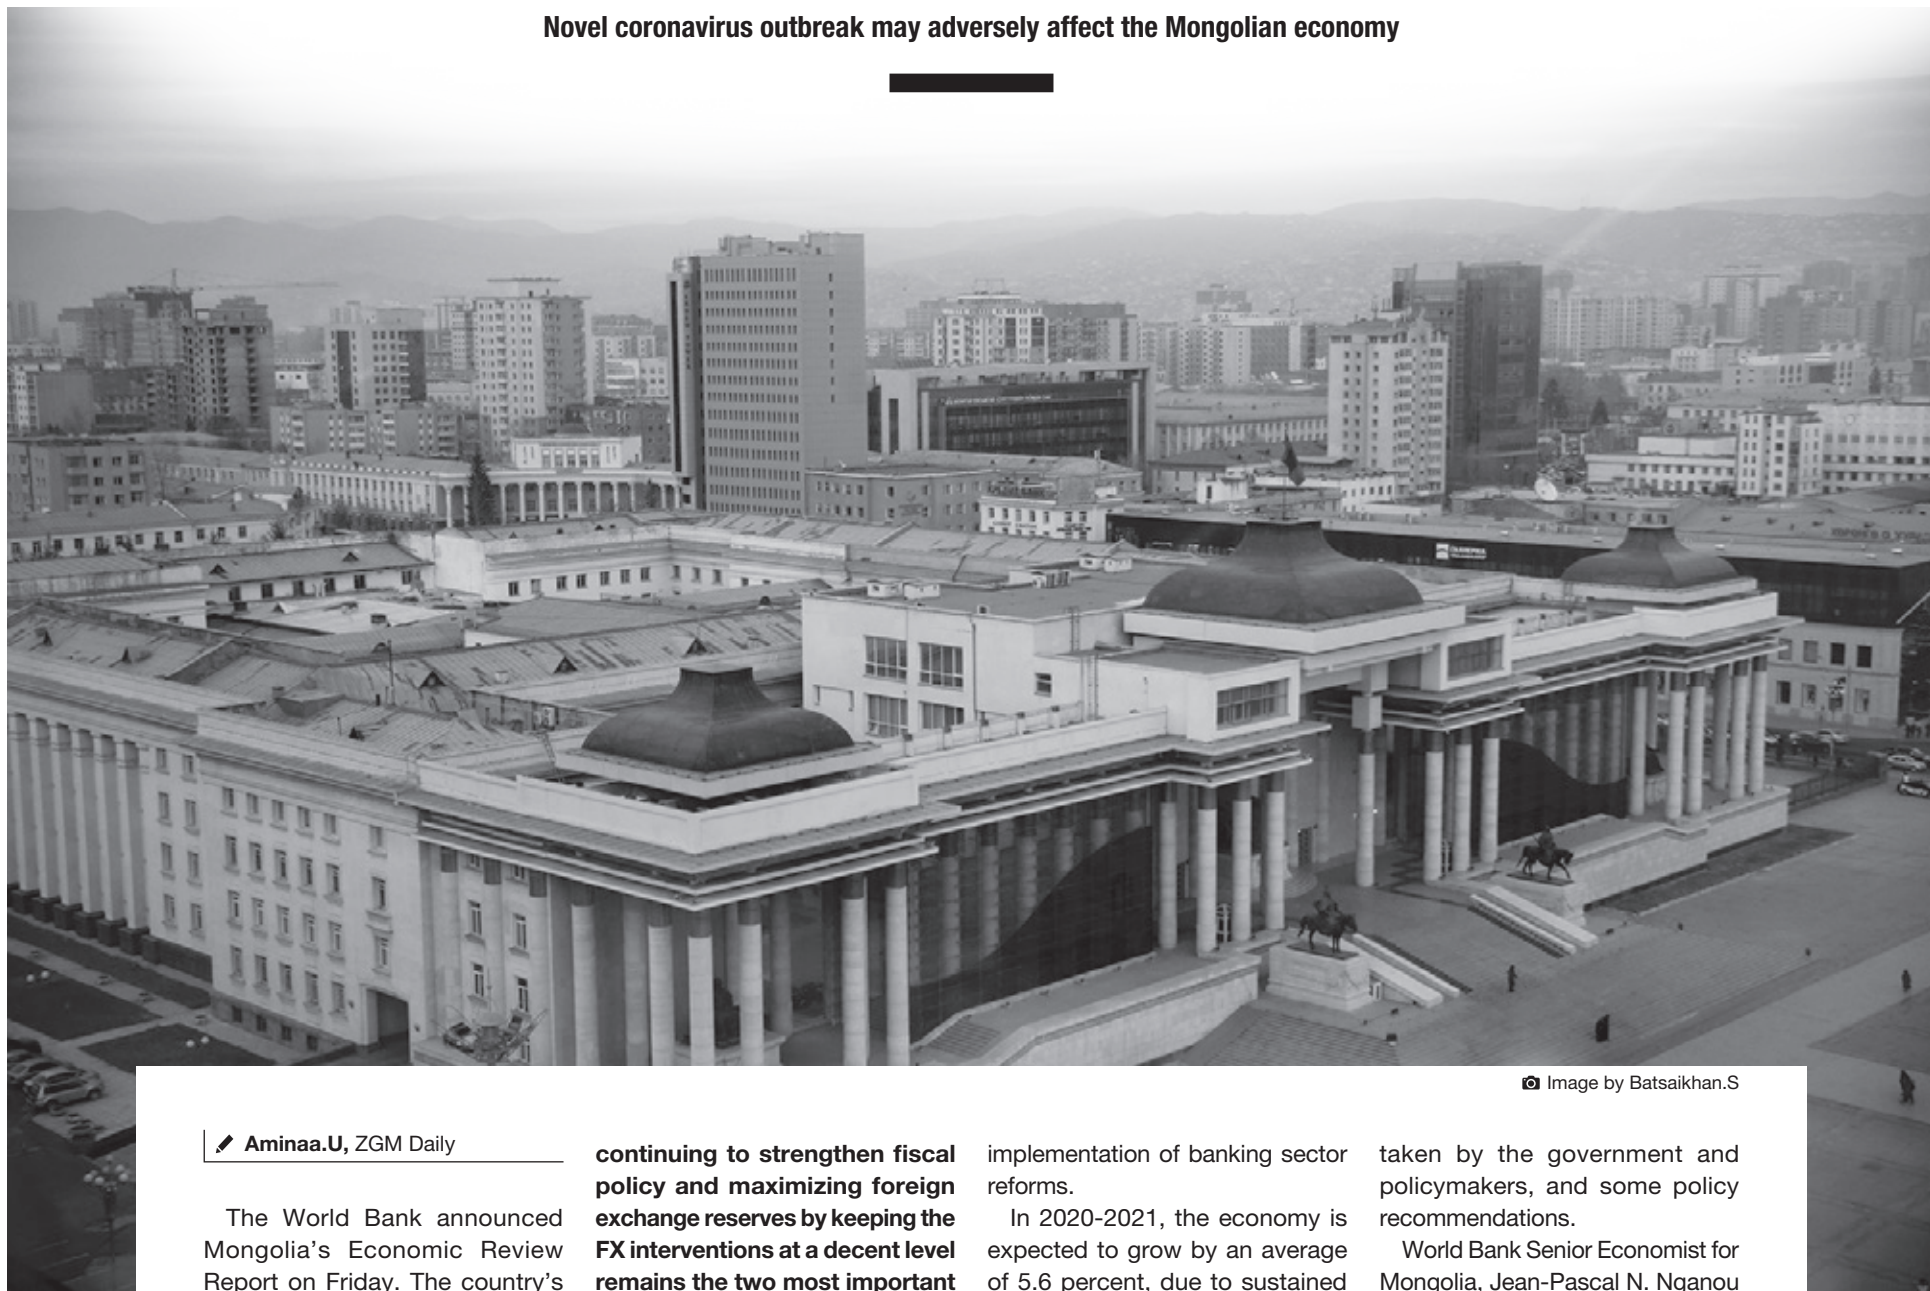 Novel coronavirus outbreak may adversely affect the Mongolian economy
Image by Batsaikhan.S
Aminaa.U, ZGM Daily
The World Bank announced
Mongolia's Economic Review
Report on Friday. The country's
continuing to strengthen fiscal
policy and maximizing foreign
exchange reserves by keeping the
FX interventions at a decent level
remains the two most important
implementation of banking sector
reforms.
In 2020-2021, the economy is
expected to grow by an average
of 5.6 percent, due to sustained
taken by the government and
policymakers, and some policy
recommendations.
World Bank Senior Economist for
Mongolia, Jean-Pascal N. Nganou